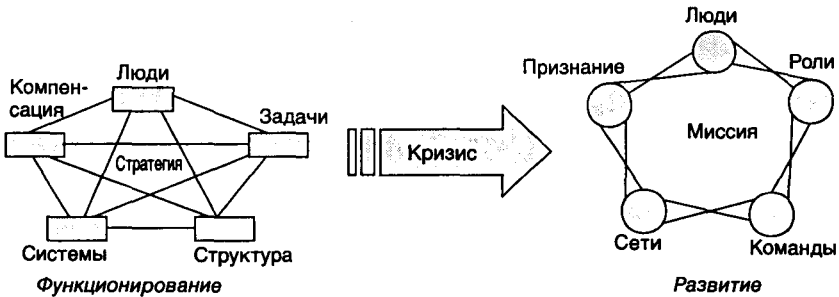 Люди
Компен-
сация
Задачи
Стратегия
Системы
Структура
Функционирование
Кризис
Люди
Признание
Роли
Миссия
Сети
Команды
Развитие